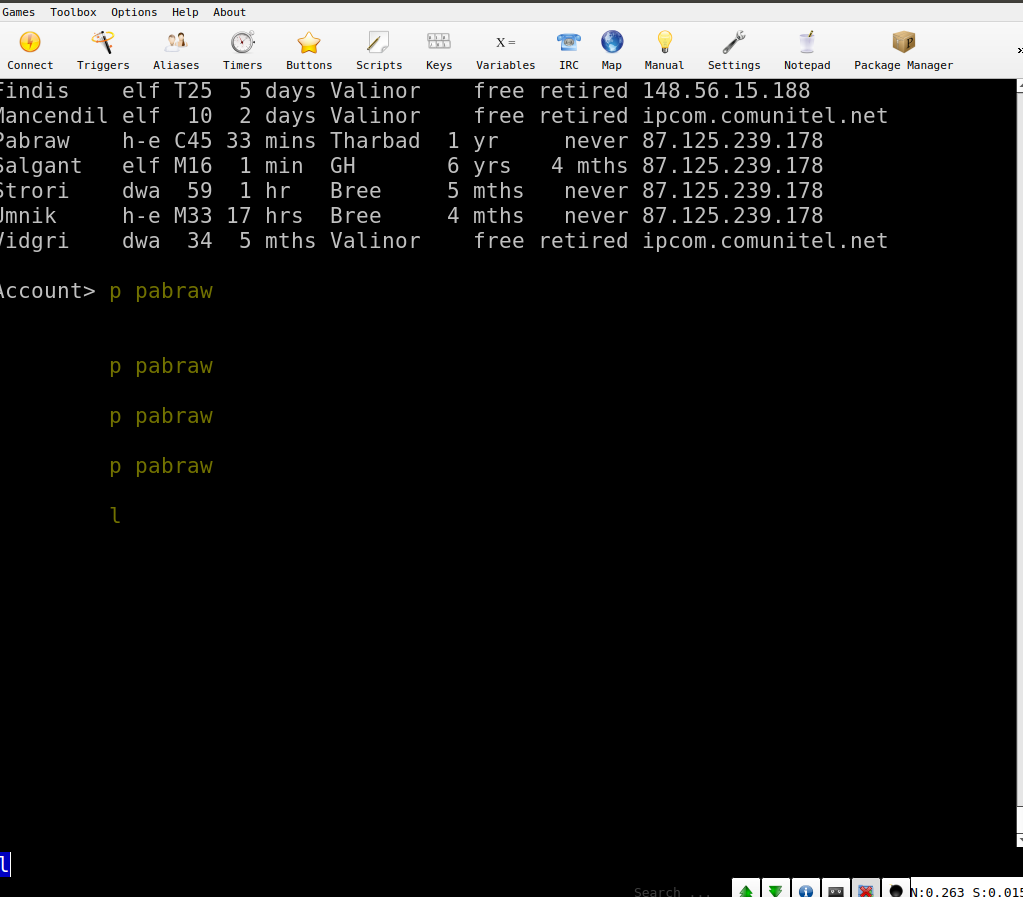 Games Toolbox Options Help About
Connect Triggers Aliases Timers Buttons Scripts Keys X = Variables IRC Map Manual Settings Notepad Package Manager »
Findis elf T25 5 days Valinor free retired 148.56.15.188
Mancendil elf 10 2 days Valinor free retired ipcom.comunitel.net
Pabraw h-e C45 33 mins Tharbad 1 yr never 87.125.239.178
Salgant elf M16 1 min GH 6 yrs 4 mths 87.125.239.178
Strori dwa 59 1 hr Bree 5 mths never 87.125.239.178
Umnik h-e M33 17 hrs Bree 4 mths never 87.125.239.178
Vidgri dwa 34 5 mths Valinor free retired ipcom.comunitel.net
Account> p pabraw
p pabraw
p pabraw
p pabraw
l
l
Search ... N:0.263 S:0.015